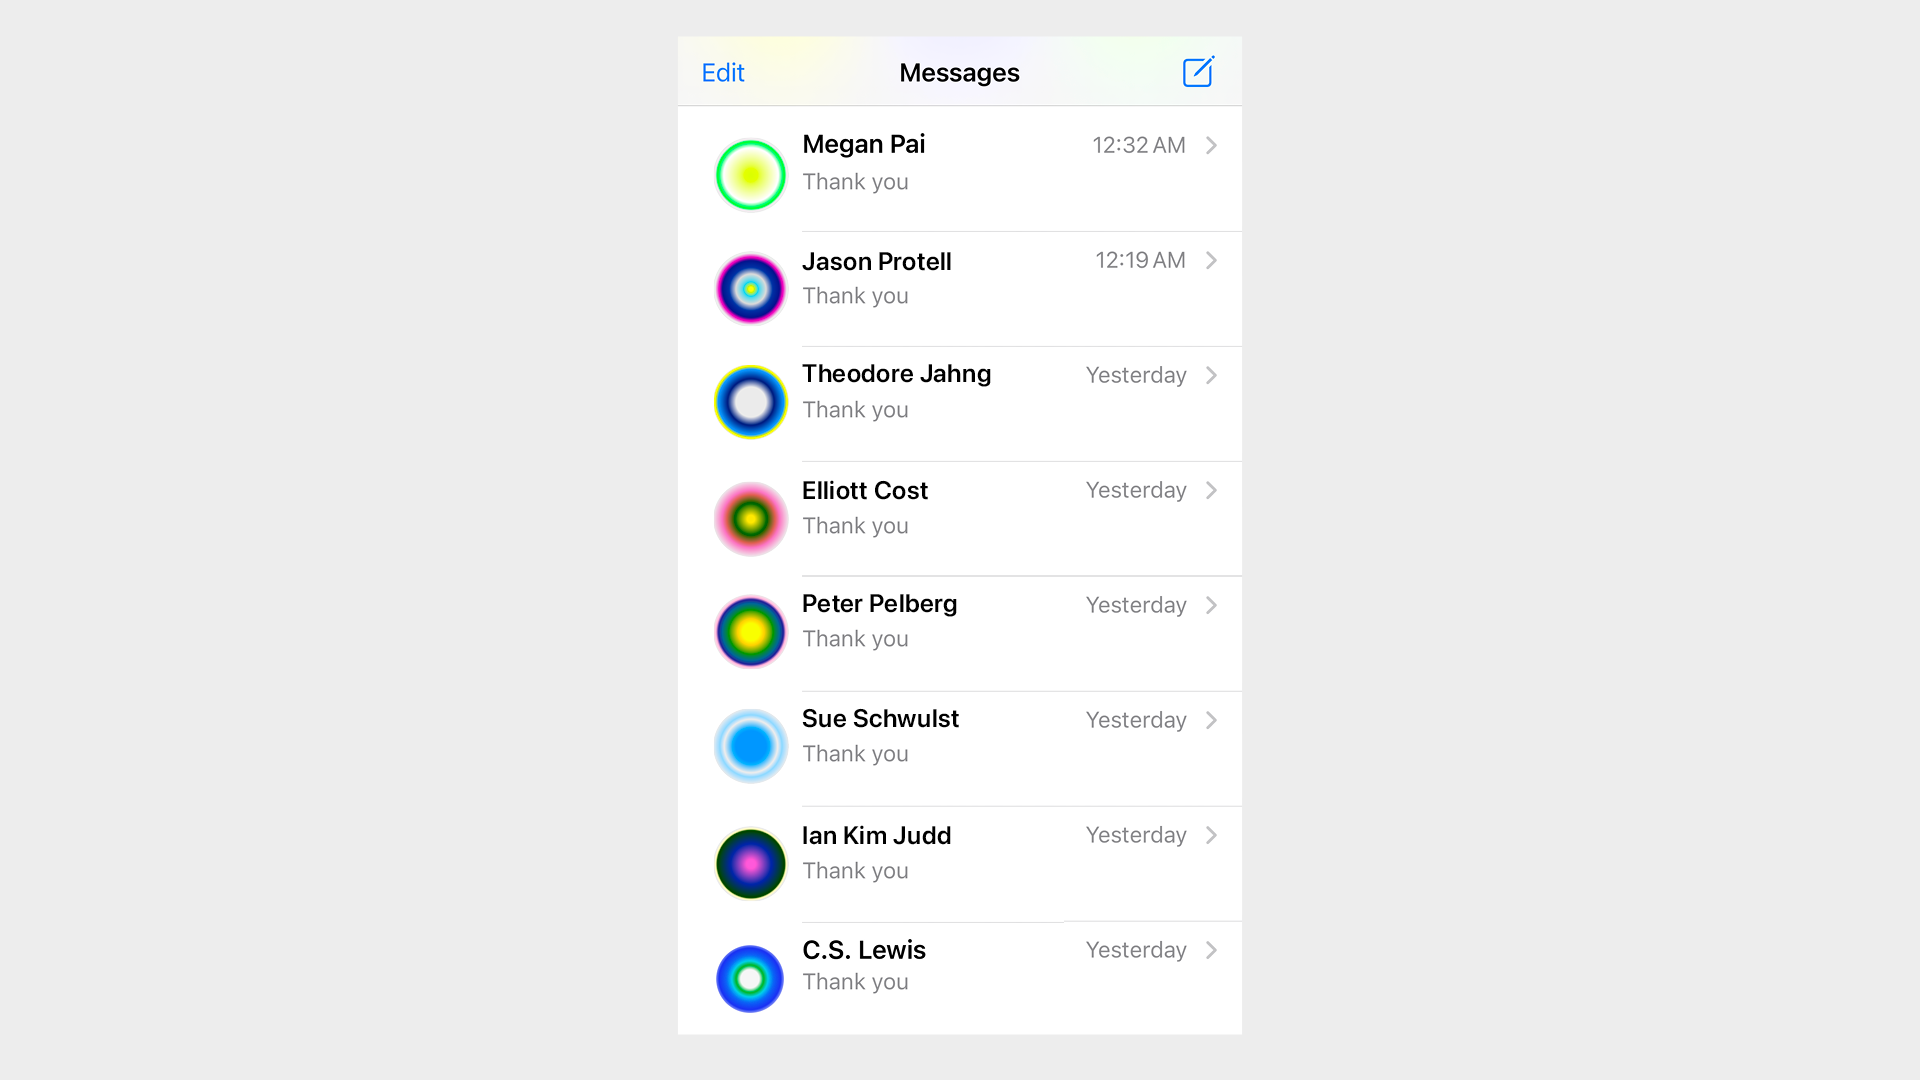 Edit Messages
Megan Pai 12:32 AM
Thank you
Jason Protell 12:19 AM
Thank you
Theodore Jahng Yesterday
Thank you
Elliott Cost Yesterday
Thank you
Peter Pelberg Yesterday
Thank you
Sue Schwulst Yesterday
Thank you
Ian Kim Judd Yesterday
Thank you
C.S. Lewis Yesterday
Thank you